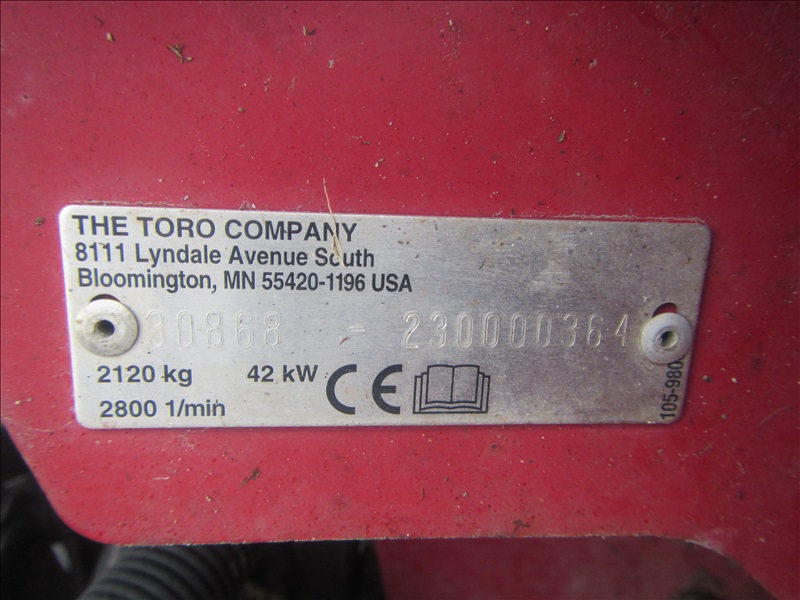 THE TORO COMPANY
8111 Lyndale Avenue South
Bloomington, MN 55420-1196 USA
30868 - 230000364
2120 kg 42 kW CE
2800 1/min
105-980